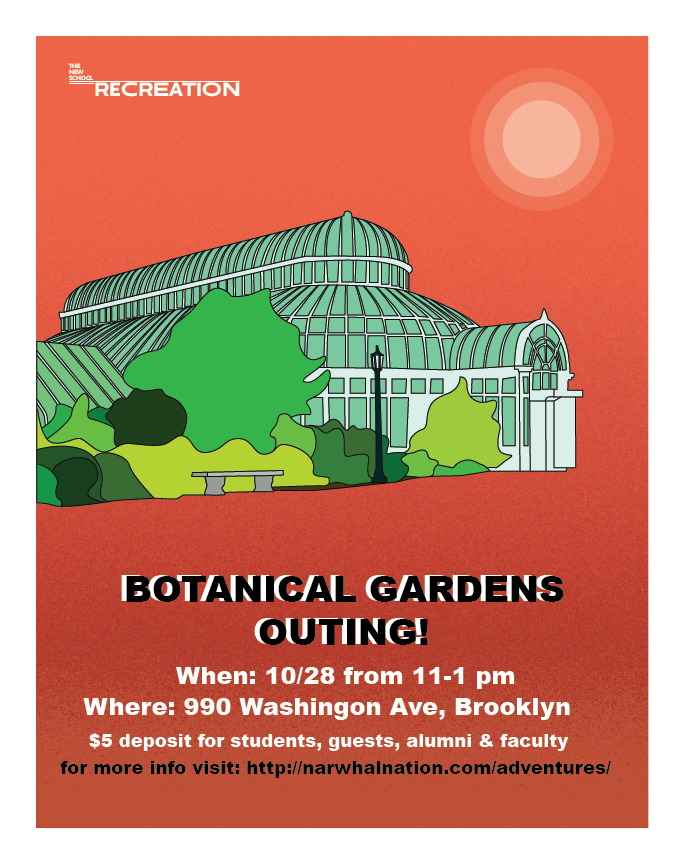 THE
NEW
SCHOOL
RECREATION
BOTANICAL GARDENS
OUTING!
When: 10/28 from 11-1 pm
Where: 990 Washingon Ave, Brooklyn
$5 deposit for students, guests, alumni & faculty
for more info visit: http://narwhalnation.com/adventures/